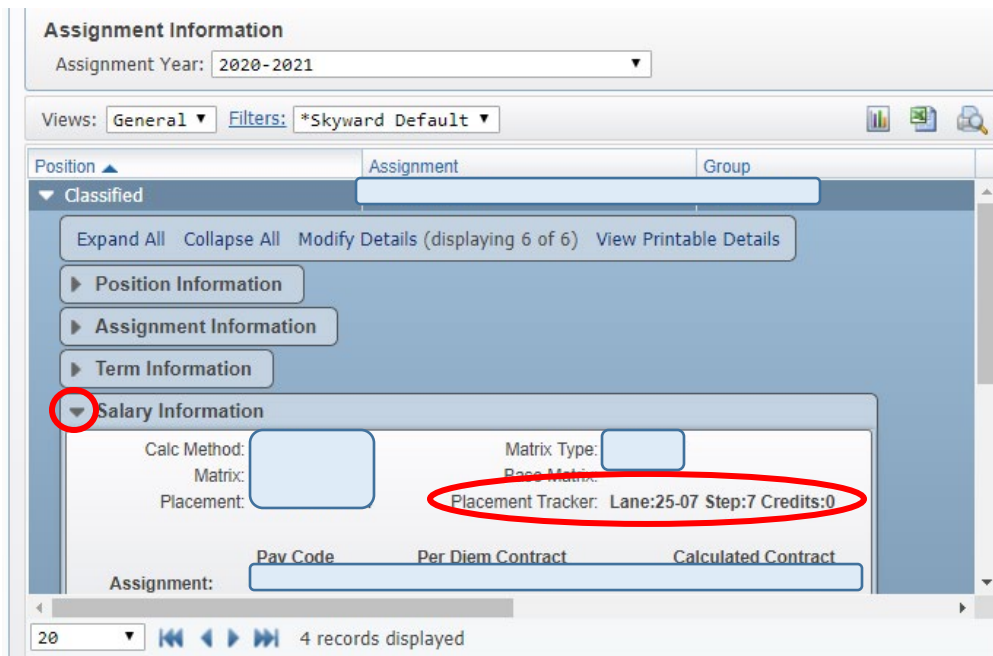 Assignment Information
Assignment Year: 2020-2021
Views: General Filters: *Skyward Default
Position Assignment Group
Classified
Expand All Collapse All Modify Details (displaying 6 of 6) View Printable Details
Position Information
Assignment Information
Term Information
Salary Information
Calc Method: Matrix Type:
Matrix: Base Matrix:
Placement: Placement Tracker: Lane:25-07 Step:7 Credits:0
Pay Code Per Diem Contract Calculated Contract
Assignment:
20 4 records displayed